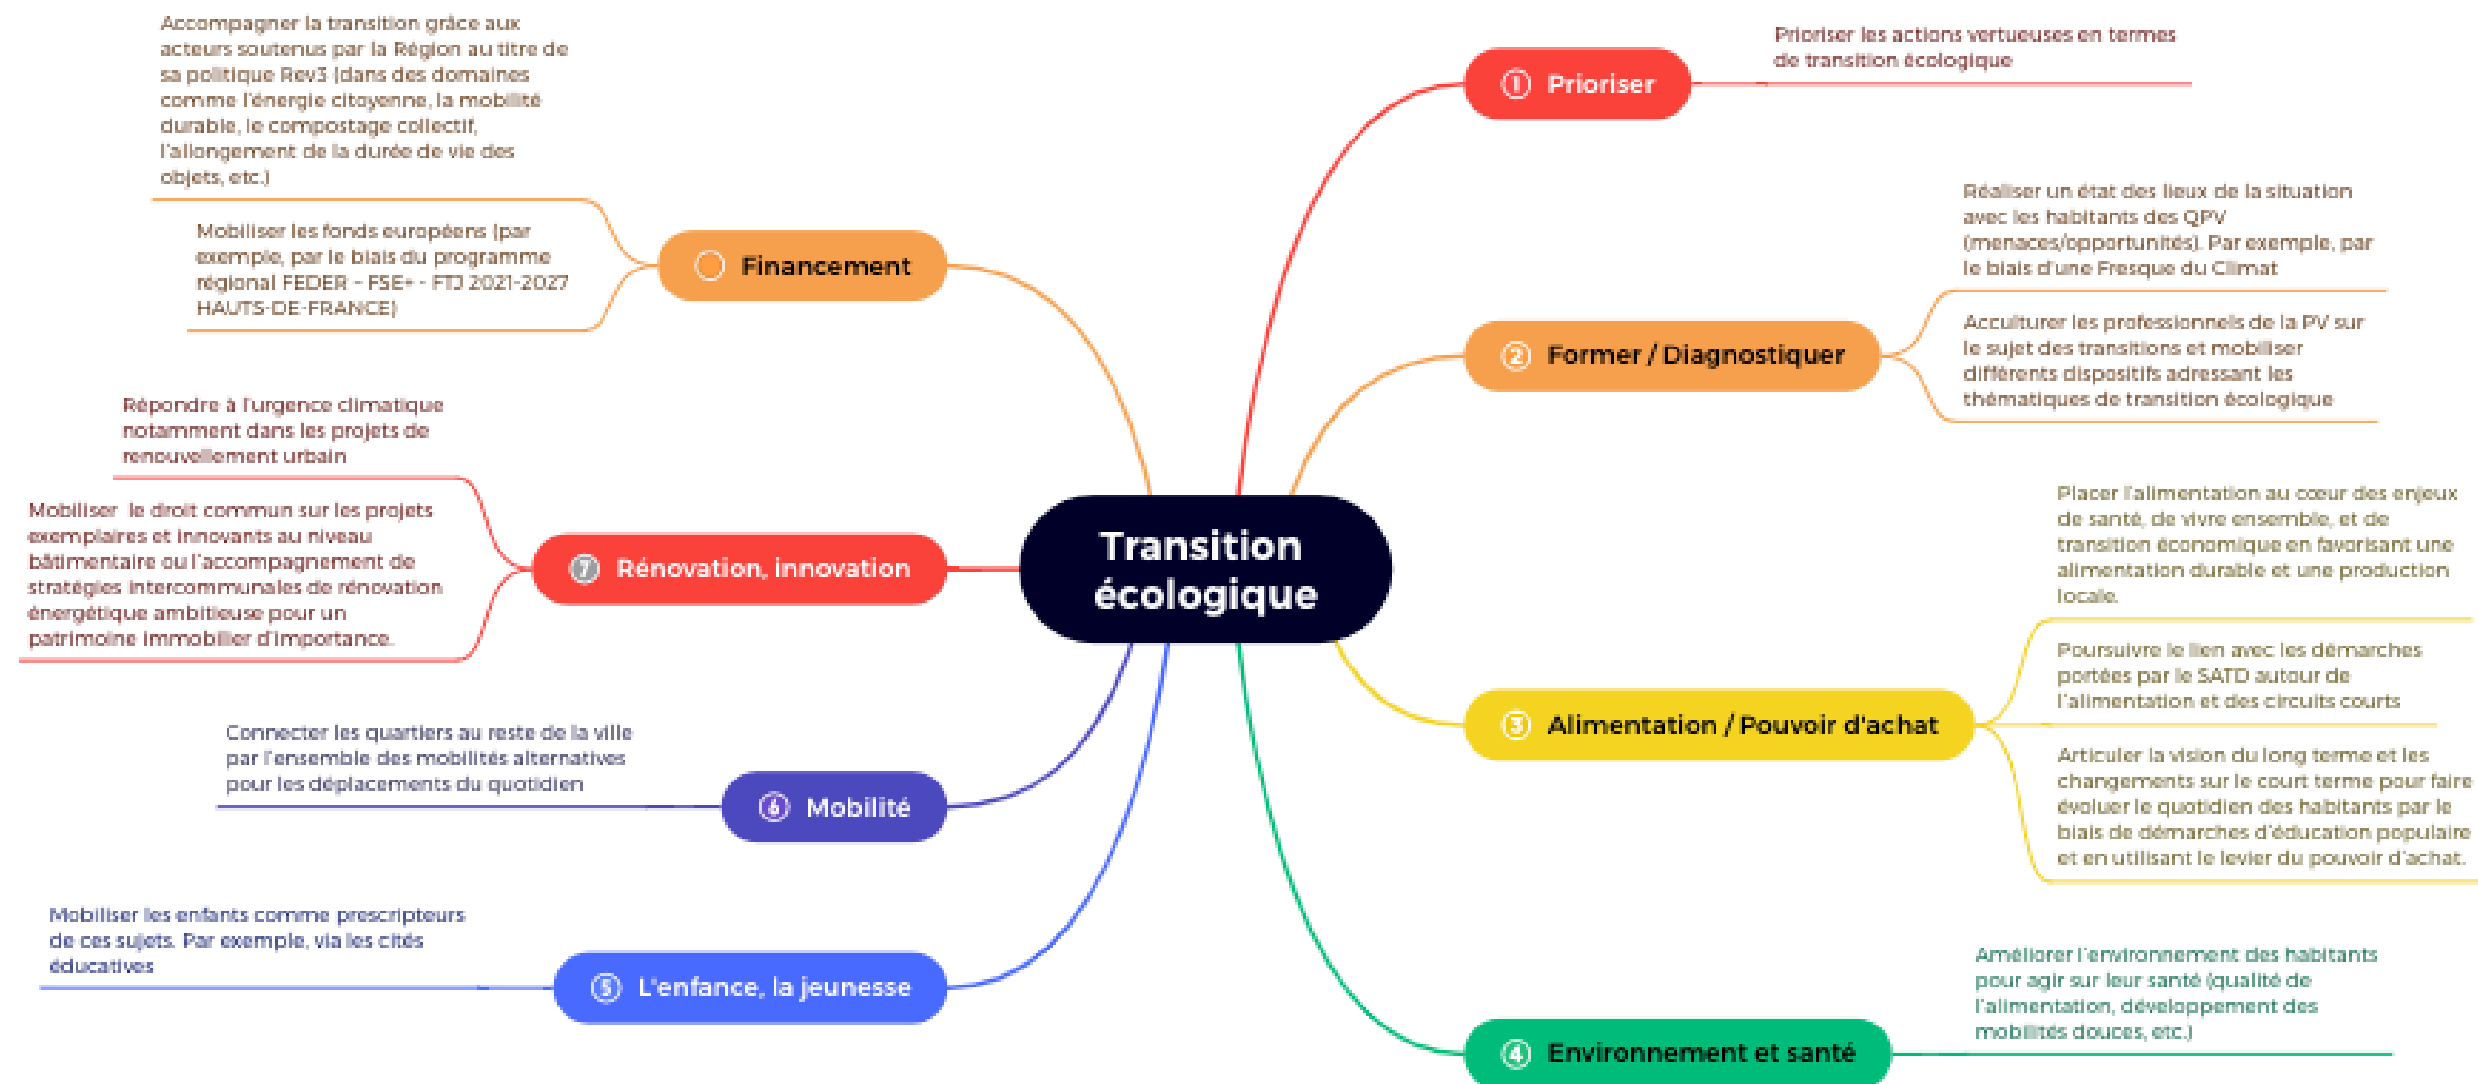 Transition
écologique
① Prioriser
Prioriser les actions vertueuses en termes
de transition écologique
② Former / Diagnostiquer
Réaliser un état des lieux de la situation
avec les habitants des QPV
(menaces/opportunités). Par exemple, par
le biais d'une Fresque du Climat
Acculturer les professionnels de la PV sur
le sujet des transitions et mobiliser
différents dispositifs adressant les
thématiques de transition écologique
③ Alimentation / Pouvoir d'achat
Placer l'alimentation au cœur des enjeux
de santé, de vivre ensemble, et de
transition économique en favorisant une
alimentation durable et une production
locale.
Poursuivre le lien avec les démarches
portées par le SATD autour de
l'alimentation et des circuits courts
Articuler la vision du long terme et les
changements sur le court terme pour faire
évoluer le quotidien des habitants par le
biais de démarches d'éducation populaire
et en utilisant le levier du pouvoir d'achat.
④ Environnement et santé
Améliorer l'environnement des habitants
pour agir sur leur santé (qualité de
l'alimentation, développement des
mobilités douces, etc.)
⑤ L'enfance, la jeunesse
Mobiliser les enfants comme prescripteurs
de ces sujets. Par exemple, via les cités
éducatives
⑥ Mobilité
Connecter les quartiers au reste de la ville
par l'ensemble des mobilités alternatives
pour les déplacements du quotidien
⑦ Rénovation, innovation
Répondre à l'urgence climatique
notamment dans les projets de
renouvellement urbain
Mobiliser le droit commun sur les projets
exemplaires et innovants au niveau
bâtimentaire ou l'accompagnement de
stratégies intercommunales de rénovation
énergétique ambitieuse pour un
patrimoine immobilier d'importance.
Financement
Accompagner la transition grâce aux
acteurs soutenus par la Région au titre de
sa politique Rev3 (dans des domaines
comme l'énergie citoyenne, la mobilité
durable, le compostage collectif,
l'allongement de la durée de vie des
objets, etc.)
Mobiliser les fonds européens (par
exemple, par le biais du programme
régional FEDER - FSE+ - FTJ 2021-2027
HAUTS-DE-FRANCE)